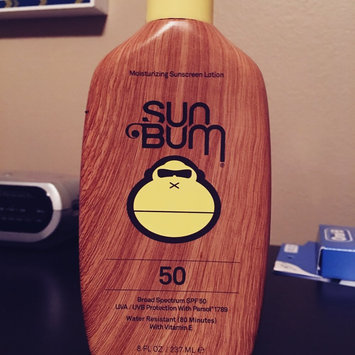 Moisturizing Sunscreen Lotion
SUN
BUM®
50
Broad Spectrum SPF 50
UVA / UVB Protection With Parsol® 1789
Water Resistant (80 Minutes)
With Vitamin E
8 FL OZ / 237 mL ℮